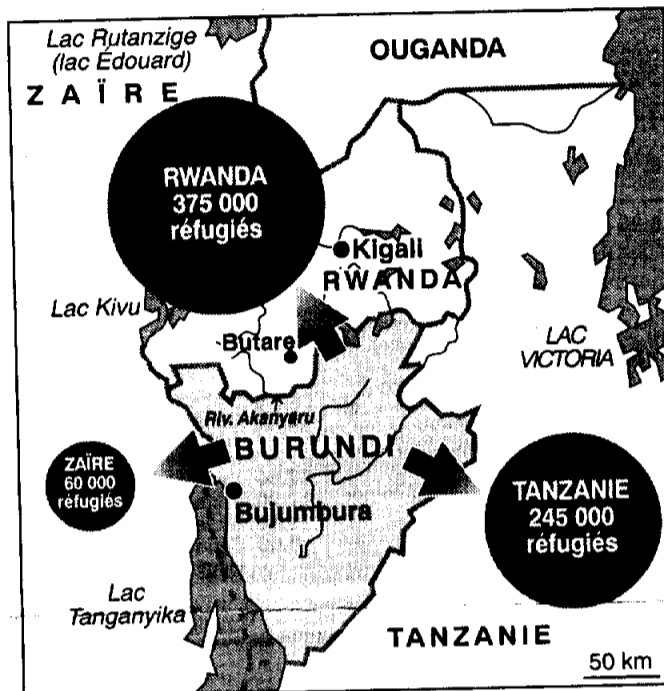 Lac Rutanzige
(lac Édouard)
OUGANDA
ZAÏRE
RWANDA
375 000
réfugiés
Kigali
RWANDA
Lac Kivu
Butare
LAC
VICTORIA
Riv. Akanyaru
BURUNDI
ZAÏRE
60 000
réfugiés
TANZANIE
245 000
réfugiés
Bujumbura
Lac
Tanganyika
TANZANIE
50 km